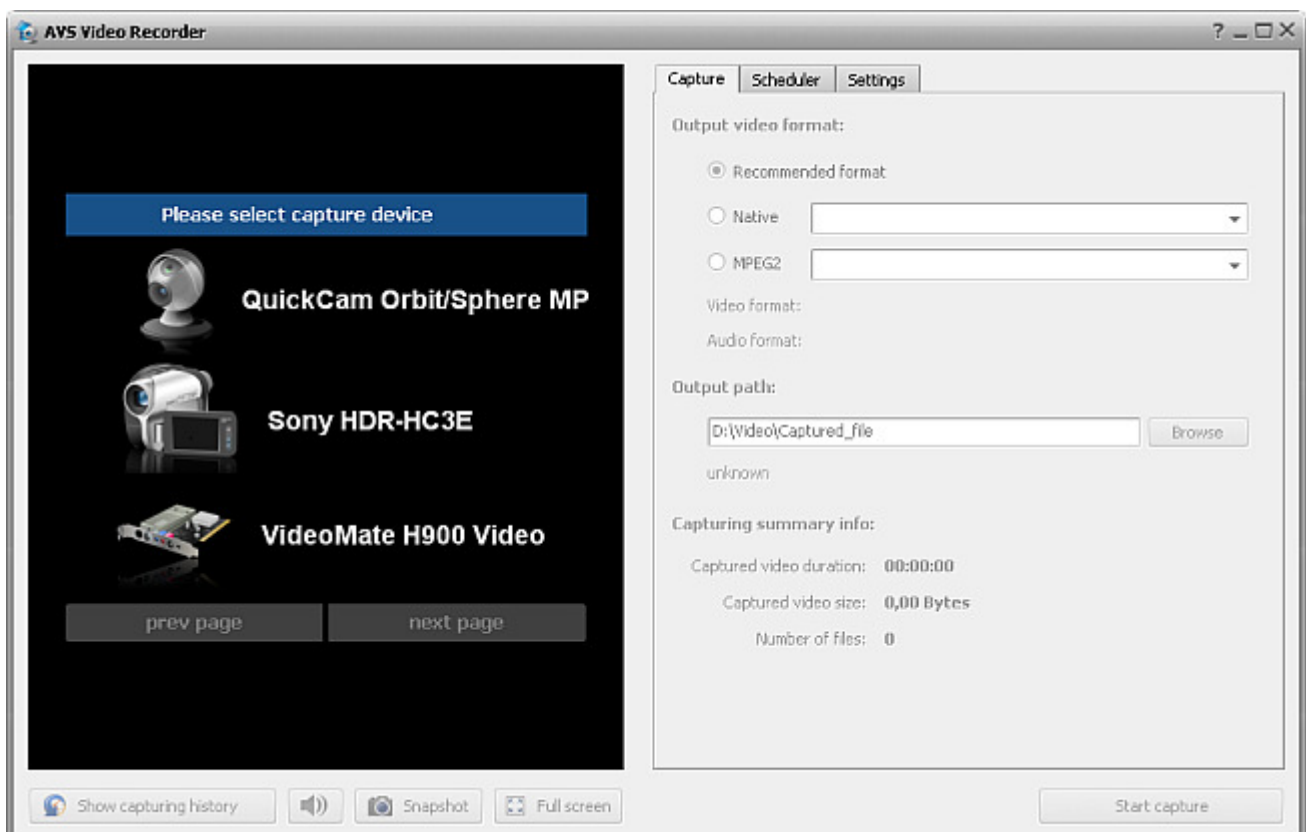 AVS Video Recorder
Please select capture device
QuickCam Orbit/Sphere MP
Sony HDR-HC3E
VideoMate H900 Video
prev page
next page
Show capturing history
Snapshot
Full screen
Capture
Scheduler
Settings
Output video format:
Recommended format
Native
MPEG2
Video format:
Audio format:
Output path:
D:\Video\Captured_file
Browse
unknown
Capturing summary info:
Captured video duration: 00:00:00
Captured video size: 0,00 Bytes
Number of files: 0
Start capture